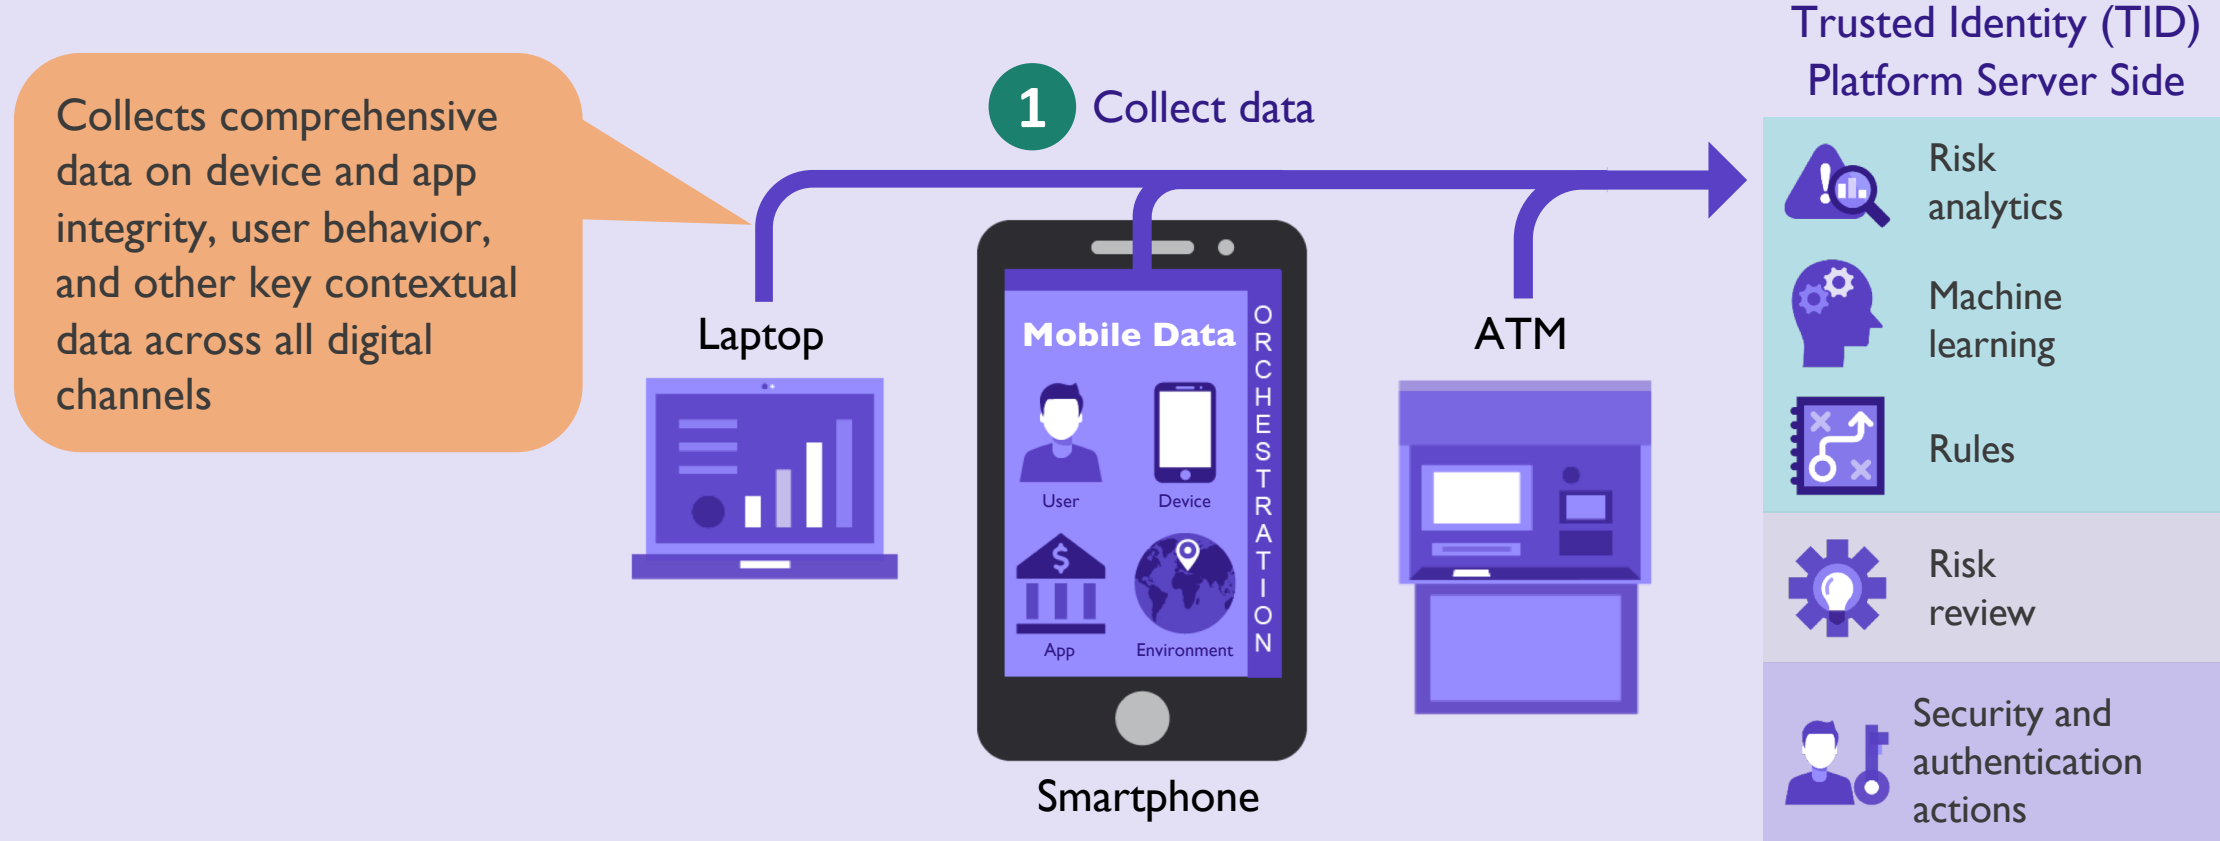 Trusted Identity (TID)
Platform Server Side
Collects comprehensive
data on device and app
integrity, user behavior,
and other key contextual
data across all digital
channels
1 Collect data
Laptop
Mobile Data
User
Device
App
Environment
ORCHESTRATION
Smartphone
ATM
Risk
analytics
Machine
learning
Rules
Risk
review
Security and
authentication
actions